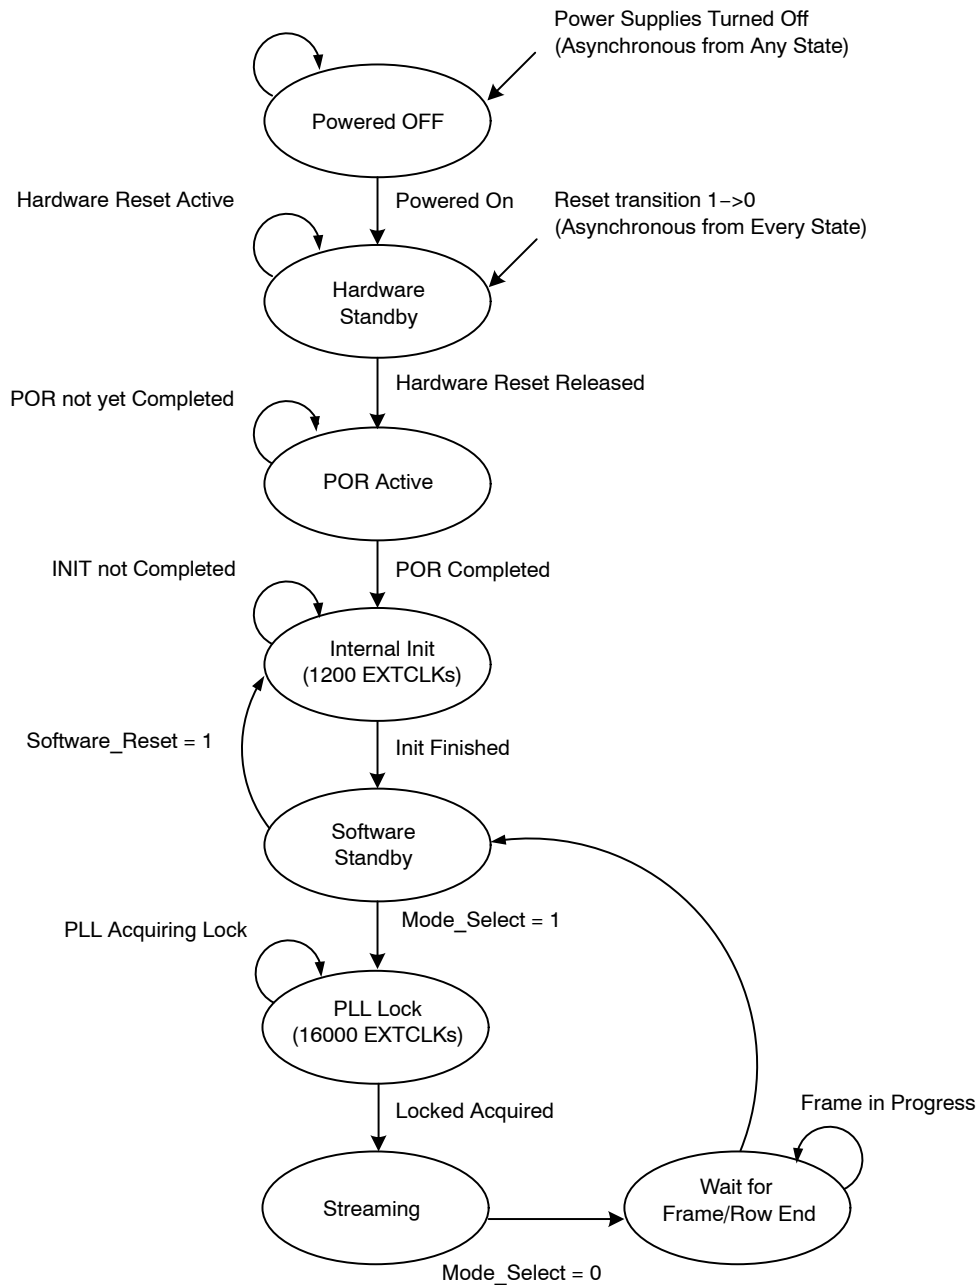 Power Supplies Turned Off
(Asynchronous from Any State)
Powered OFF
Hardware Reset Active
Powered On
Reset transition 1−>0
(Asynchronous from Every State)
Hardware
Standby
Hardware Reset Released
POR not yet Completed
POR Active
INIT not Completed
POR Completed
Internal Init
(1200 EXTCLKs)
Software_Reset = 1
Init Finished
Software
Standby
Mode_Select = 1
PLL Acquiring Lock
PLL Lock
(16000 EXTCLKs)
Locked Acquired
Frame in Progress
Streaming
Wait for
Frame/Row End
Mode_Select = 0